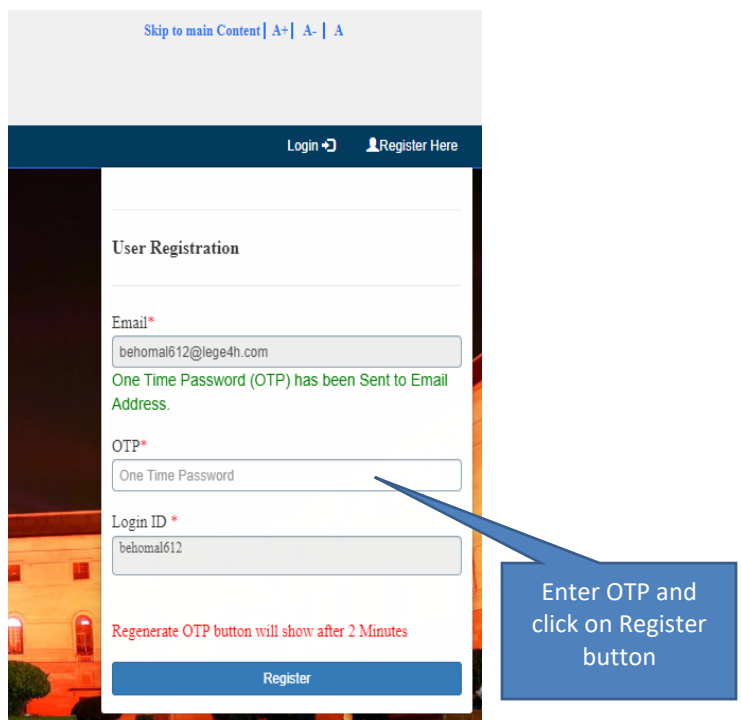 Skip to main Content| A+| A- | A
Login Register Here
User Registration
Email*
behomal612@lege4h.com
One Time Password (OTP) has been Sent to Email
Address.
OTP*
One Time Password
Login ID *
behomal612
Enter OTP and
click on Register
button
Regenerate OTP button will show after 2 Minutes
Register